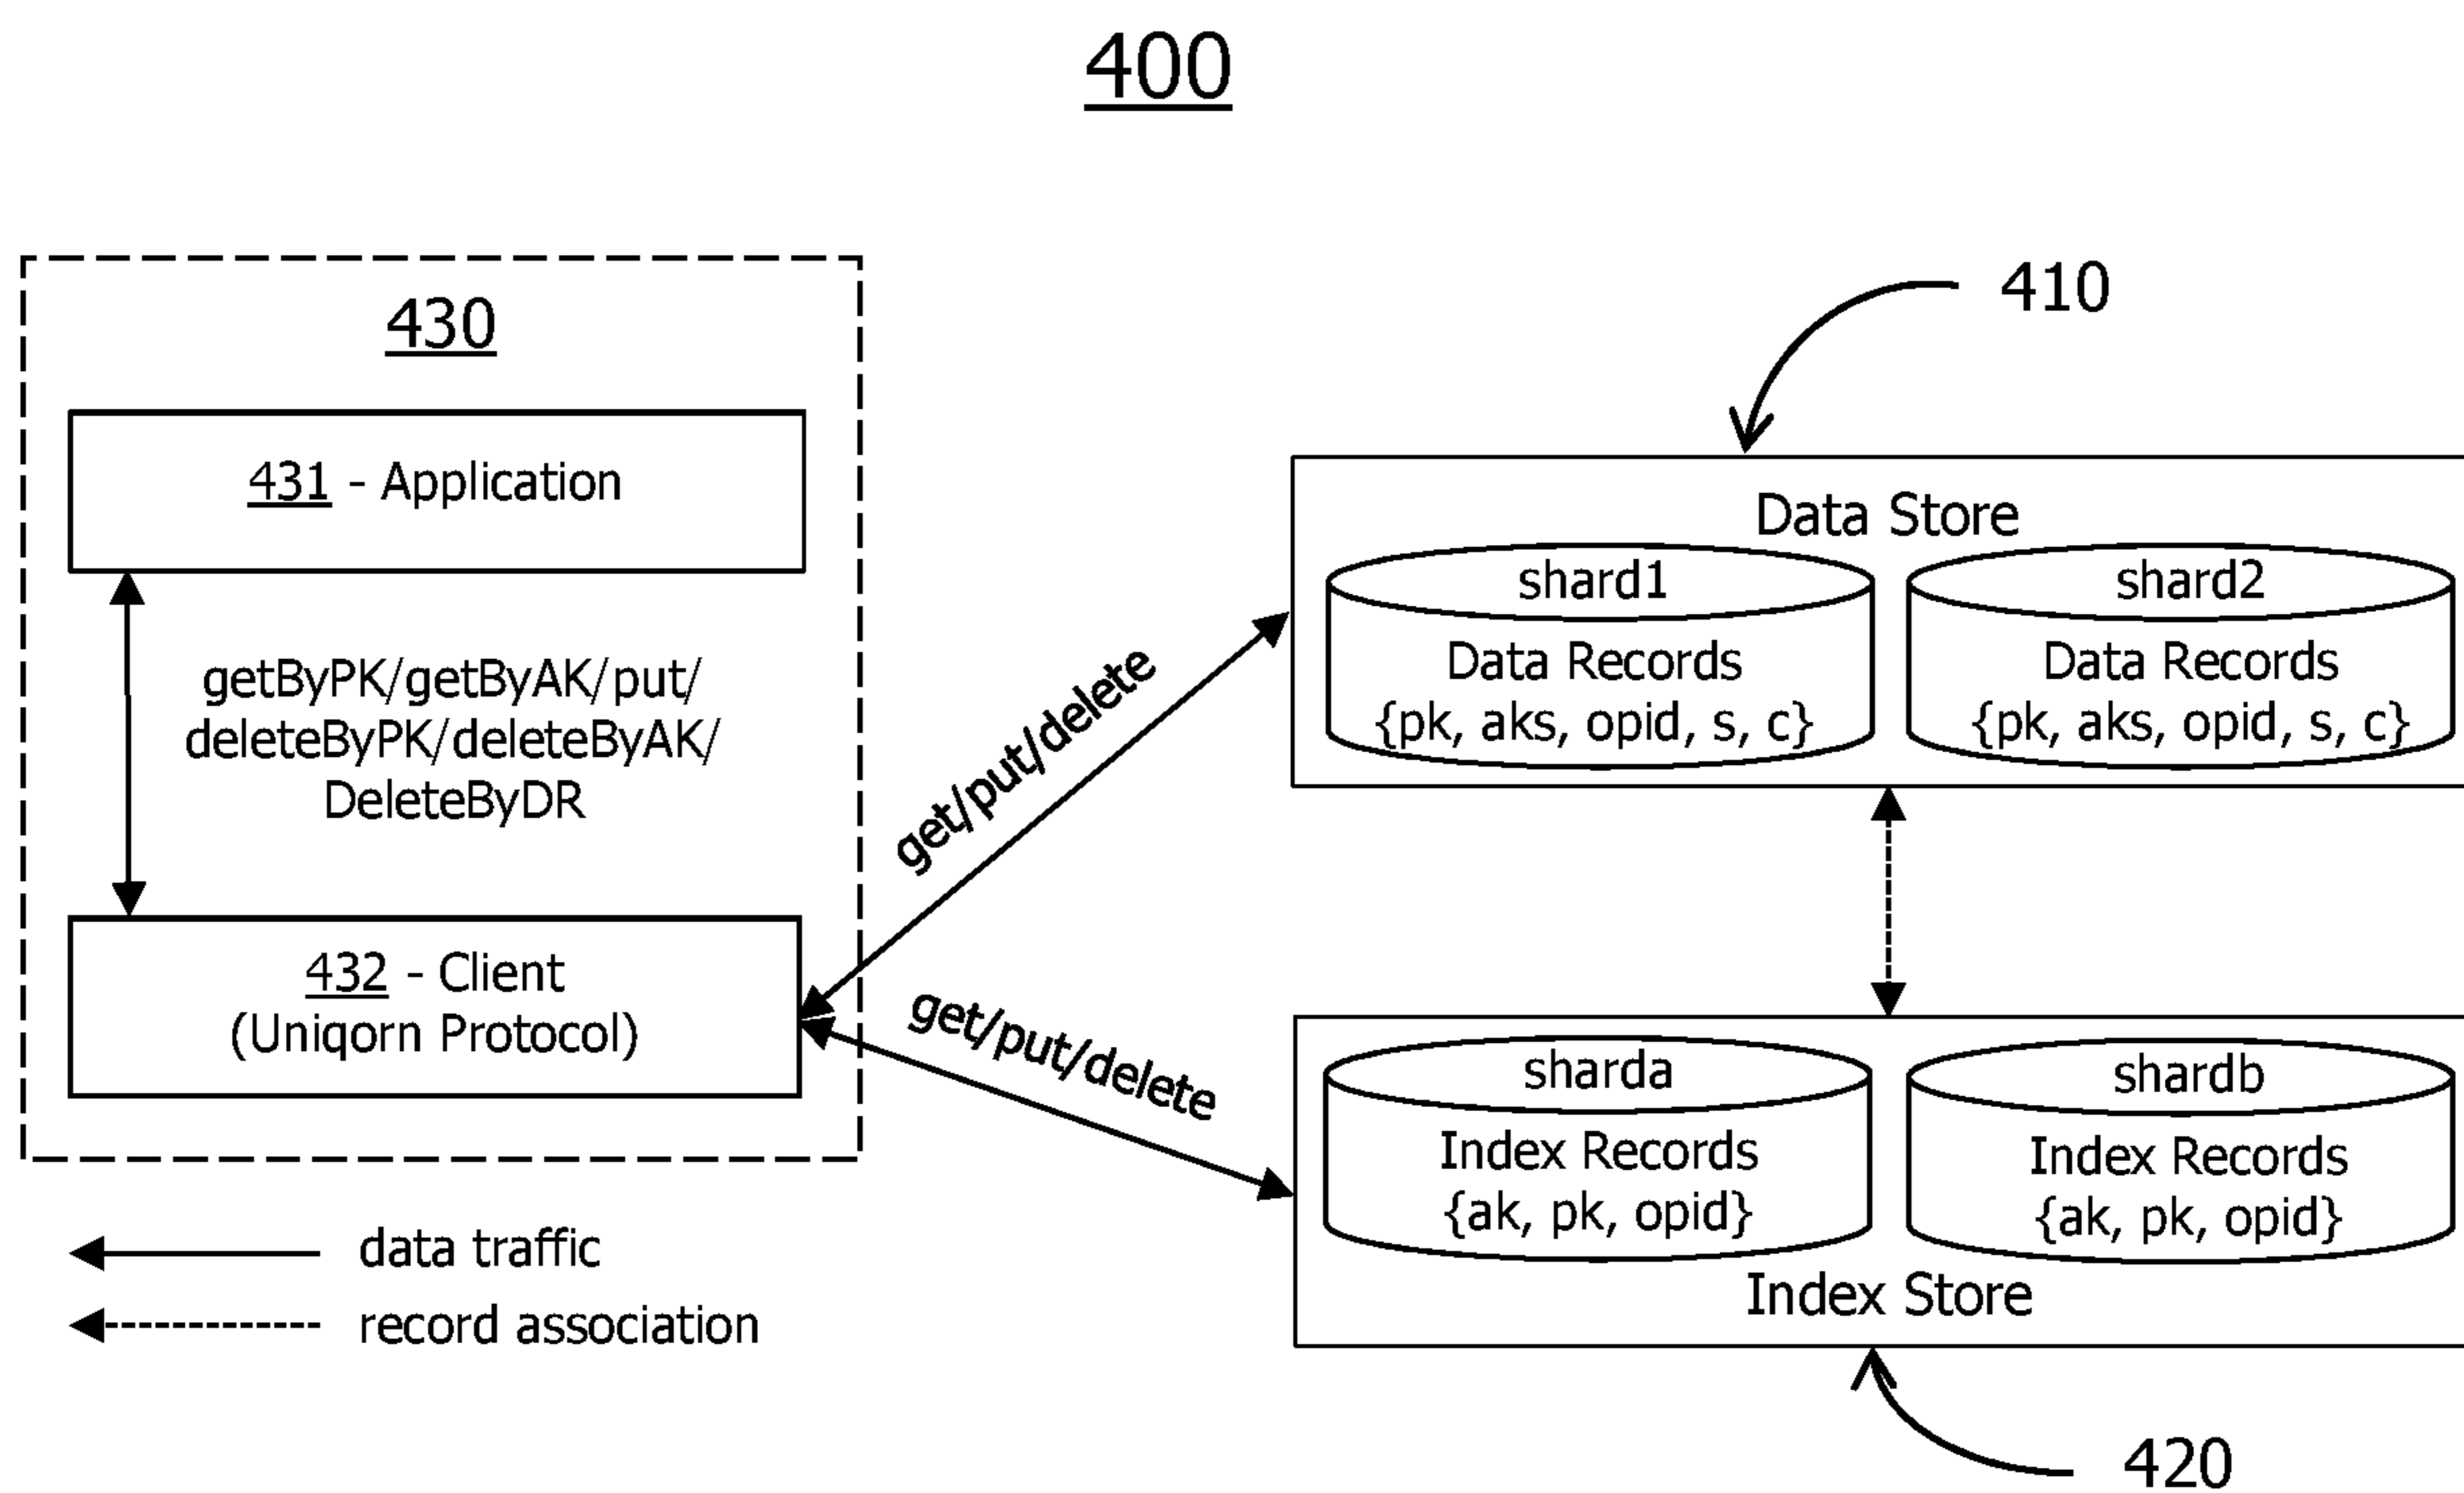 400
430
431 - Application
getByPK/getByAK/put/
deleteByPK/deleteByAK/
DeleteByDR
432 - Client
(Uniqorn Protocol)
data traffic
record association
get/put/delete
get/put/delete
410
Data Store
shard1
Data Records
{pk, aks, opid, s, c}
shard2
Data Records
{pk, aks, opid, s, c}
sharda
Index Records
{ak, pk, opid}
shardb
Index Records
{ak, pk, opid}
Index Store
420